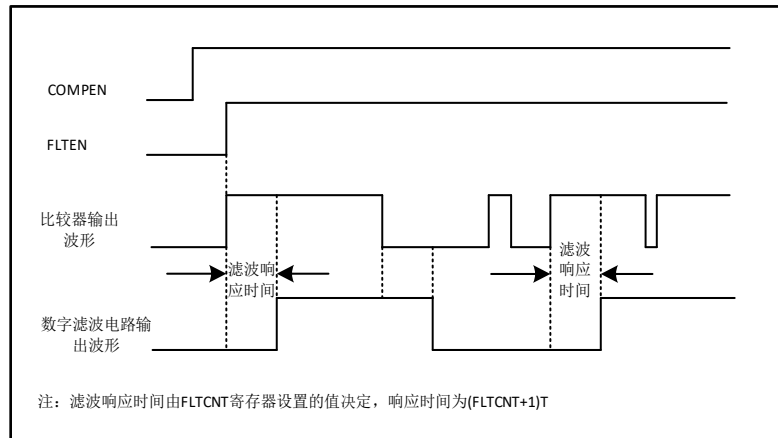 COMPEN
FLTEN
比较器输出
波形
滤波响
应时间
滤波
响应
时间
数字滤波电路输
出波形
注：滤波响应时间由FLTCNT寄存器设置的值决定，响应时间为(FLTCNT+1)T